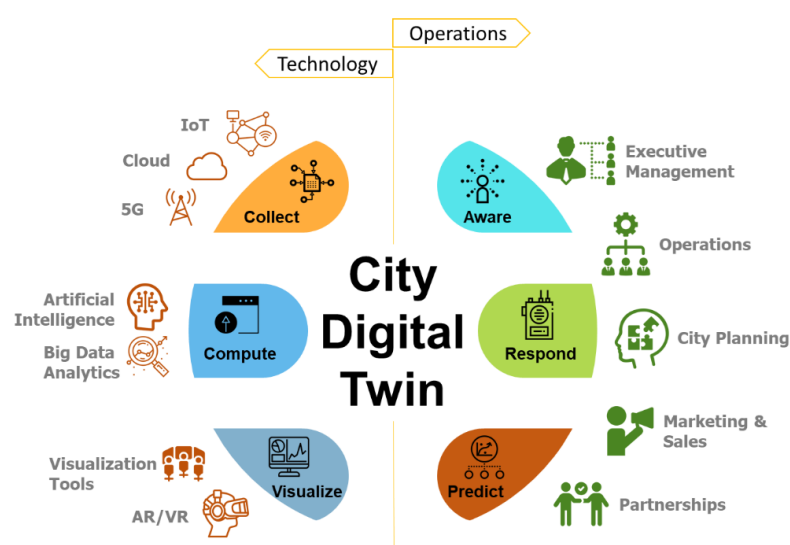 Operations
Technology
IoT
Cloud
5G
Collect
Aware
Executive
Management
Operations
Artificial
Intelligence
Big Data
Analytics
Compute
City
Digital
Twin
Respond
City Planning
Visualization
Tools
AR/VR
Visualize
Predict
Marketing &
Sales
Partnerships